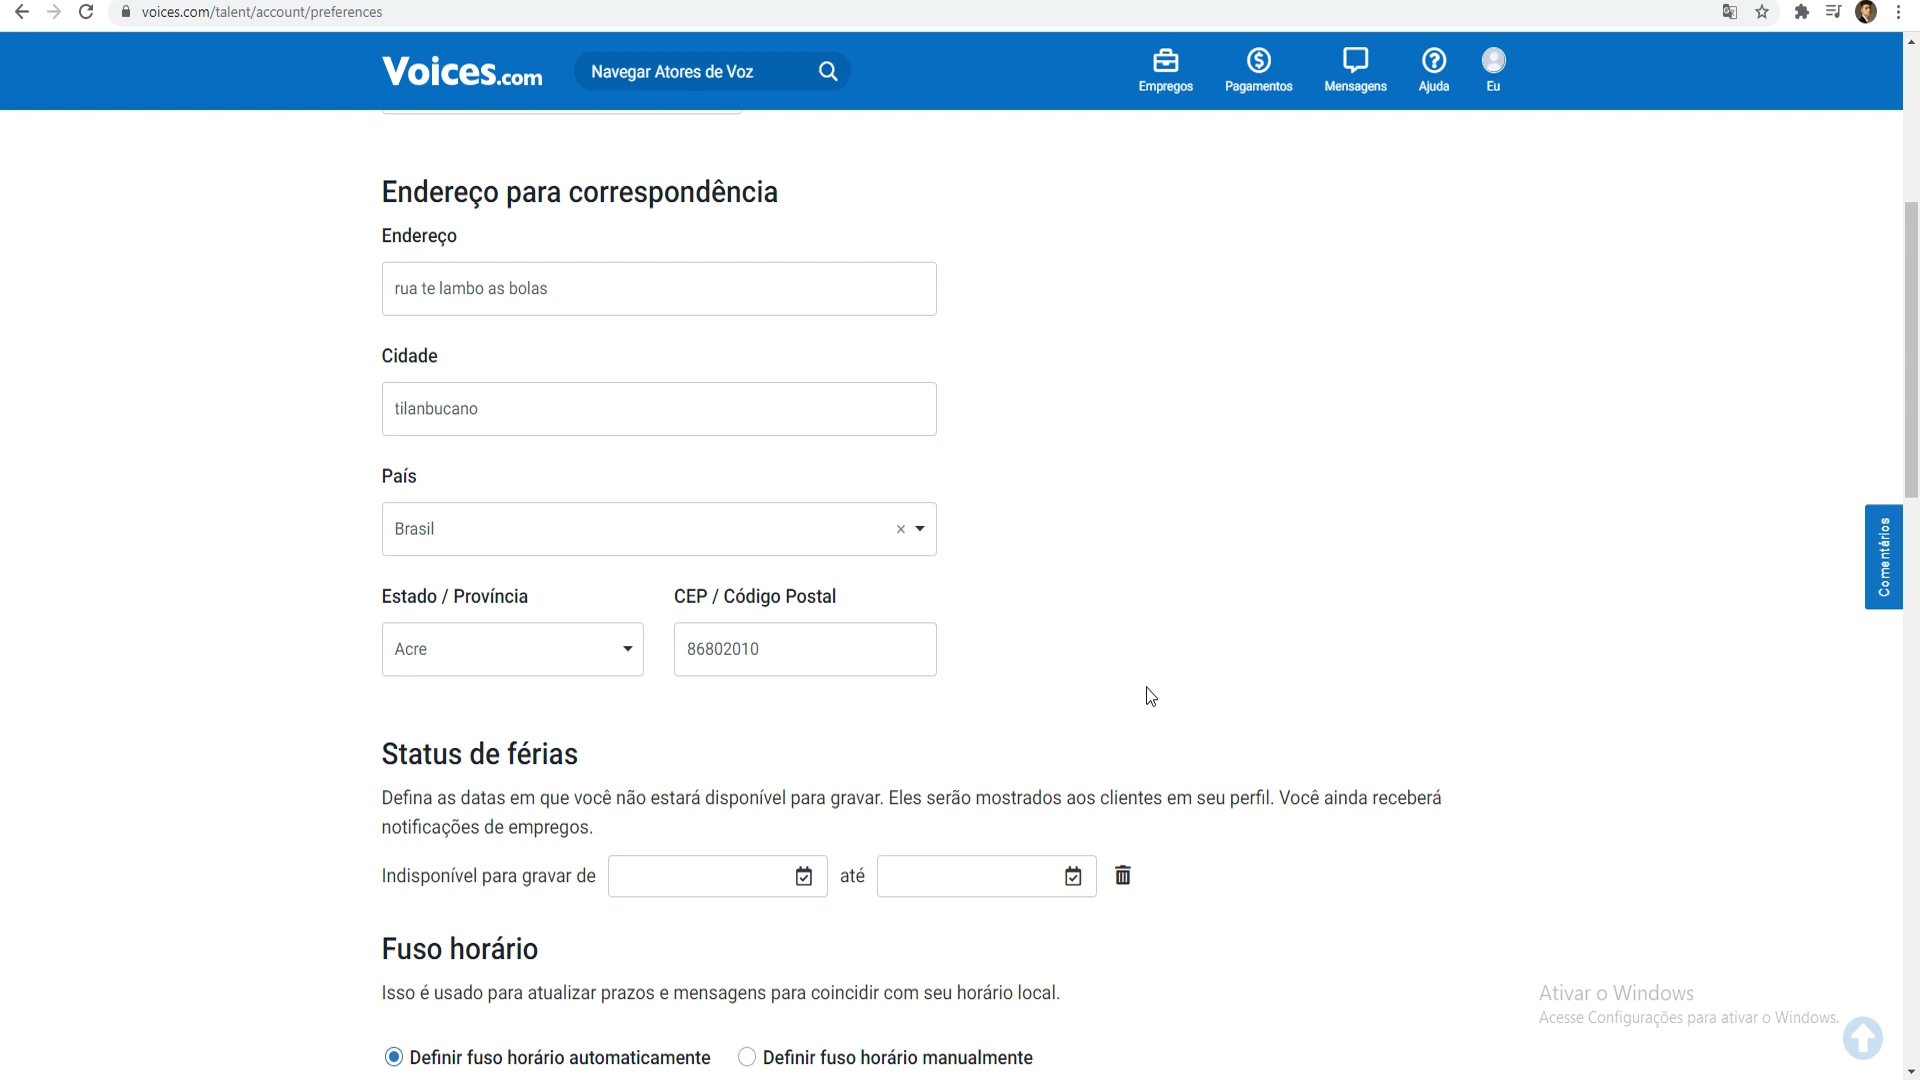 voices.com/talent/account/preferences
Voices.com
Navegar Atores de Voz
Empregos
Pagamentos
Mensagens
Ajuda
Eu
Endereço para correspondência
Endereço
rua te lambo as bolas
Cidade
tilanbucano
País
Brasil
Estado / Província
CEP / Código Postal
Acre
86802010
Comentários
Status de férias
Defina as datas em que você não estará disponível para gravar. Eles serão mostrados aos clientes em seu perfil. Você ainda receberá
notificações de empregos.
Indisponível para gravar de
até
Fuso horário
Isso é usado para atualizar prazos e mensagens para coincidir com seu horário local.
Ativar o Windows
Acesse Configurações para ativar o Windows.
Definir fuso horário automaticamente
Definir fuso horário manualmente